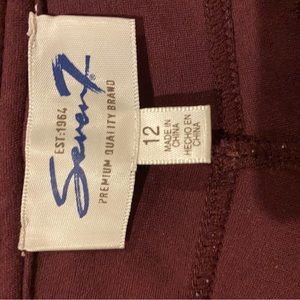 EST:1964
Seven7®
PREMIUM QUALITY BRAND
12
MADE IN
CHINA
HECHO EN
CHINA